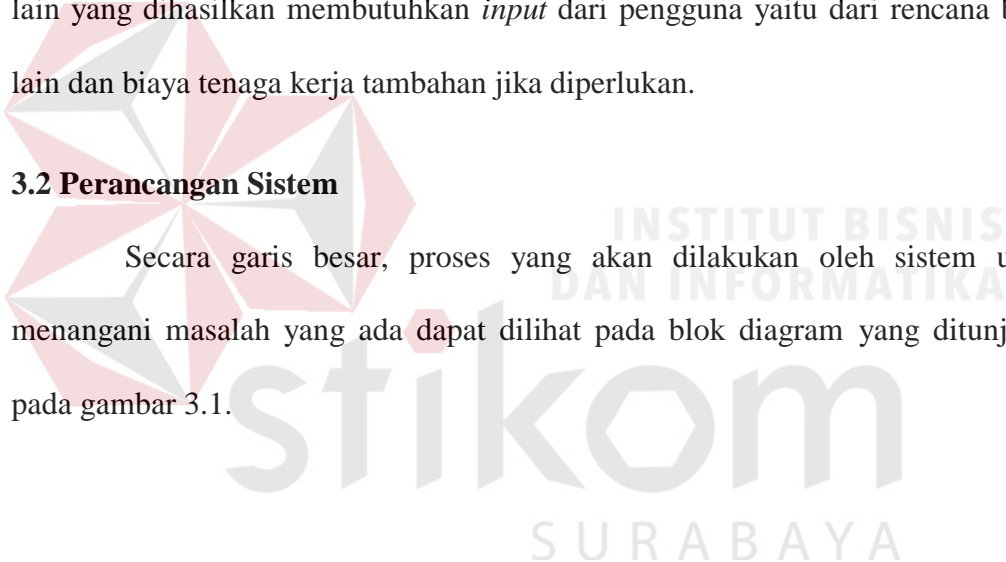 lain yang dihasilkan membutuhkan input dari pengguna yaitu dari rencana
lain dan biaya tenaga kerja tambahan jika diperlukan.
3.2 Perancangan Sistem
INSTITUT BISNIS
DAN INFORMATIKA
Secara garis besar, proses yang akan dilakukan oleh sistem
menangani masalah yang ada dapat dilihat pada blok diagram yang
pada gambar 3.1.
stikom
SURABAYA